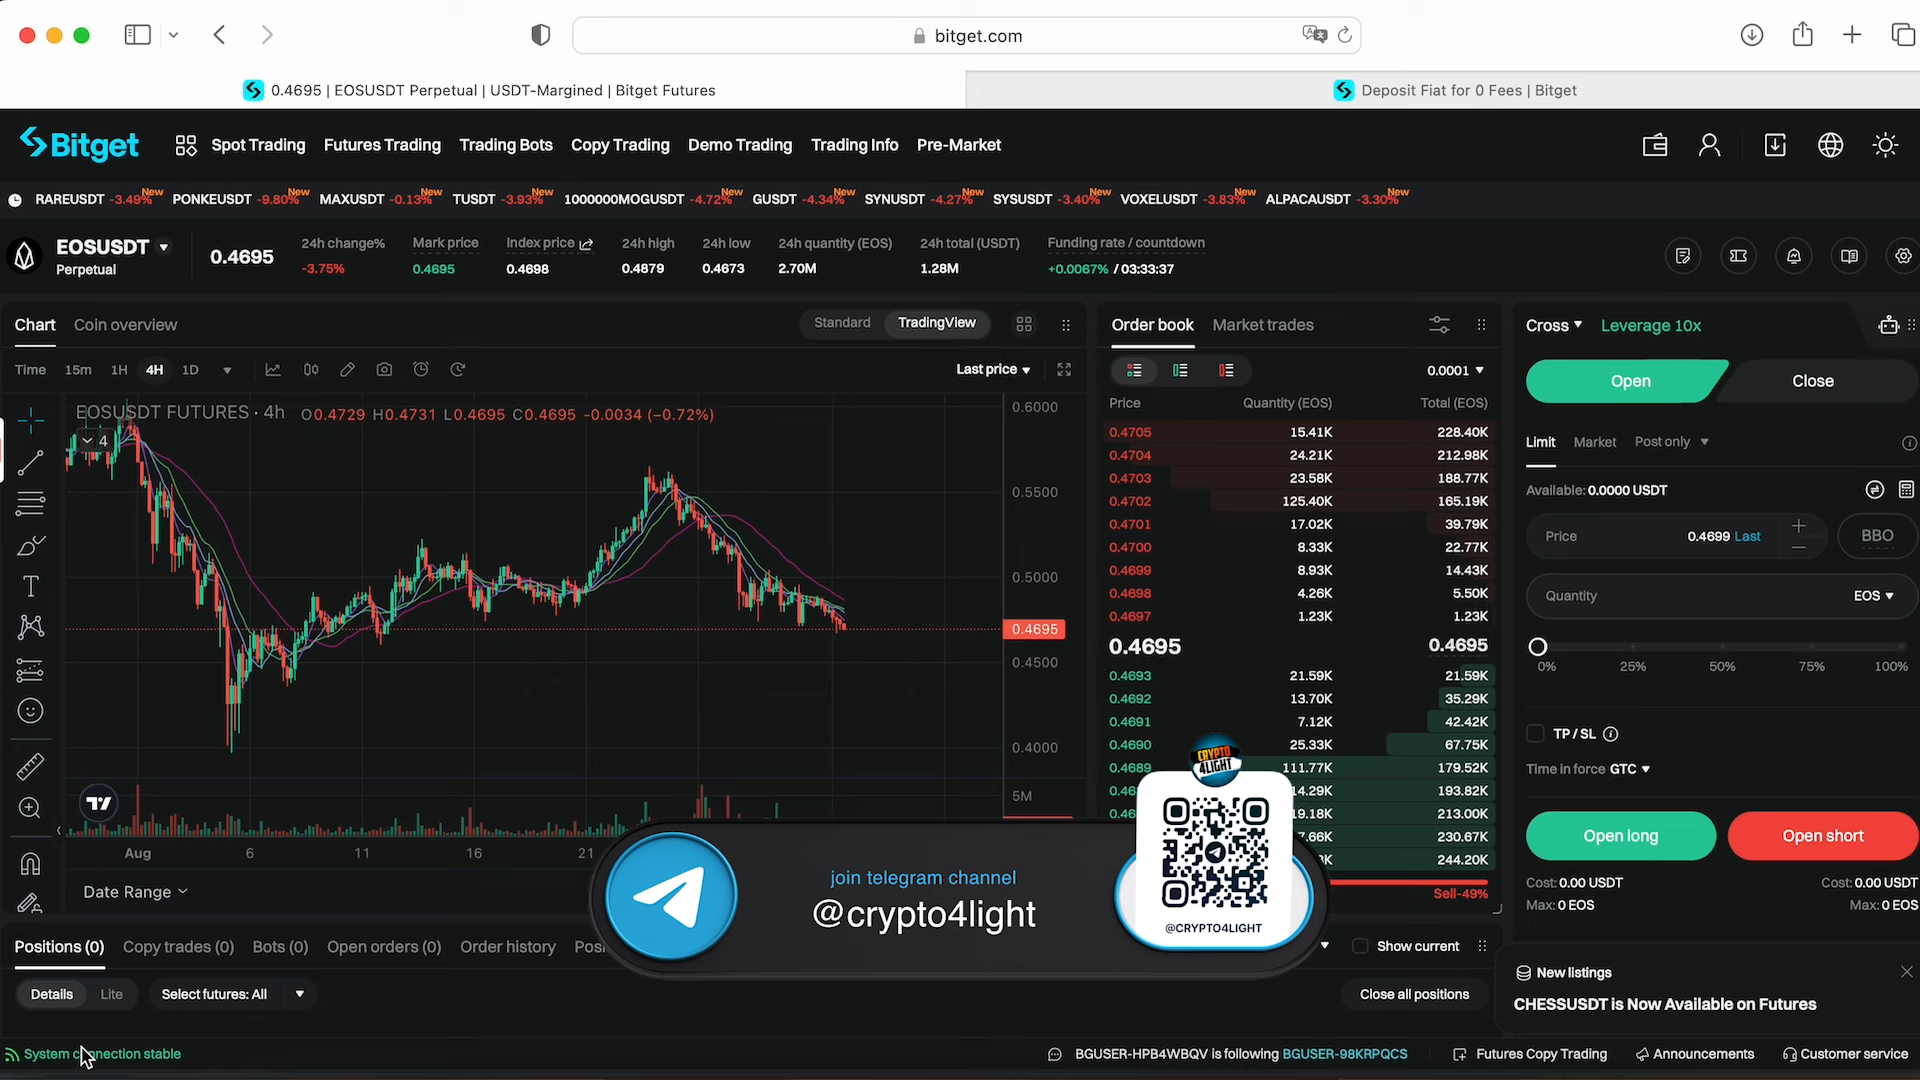 bitget.com
0.4695 | EOSUSDT Perpetual | USDT-Margined | Bitget Futures
Deposit Fiat for 0 Fees | Bitget
Bitget
Spot Trading Futures Trading Trading Bots Copy Trading Demo Trading Trading Info Pre-Market
RAREUSDT -3.49% New PONKEUSDT -9.80% New MAXUSDT -0.13% New TUSDT -3.93% New 1000000MOGUSDT -4.72% New GUSDT -4.34% New SYNUSDT -4.27% New SYSUSDT -3.40% New VOXELUSDT -3.83% New ALPACAUSDT -3.30% New
EOSUSDT
Perpetual
0.4695
24h change% Mark price Index price 24h high 24h low 24h quantity (EOS) 24h total (USDT) Funding rate / countdown
-3.75% 0.4695 0.4698 0.4879 0.4673 2.70M 1.28M +0.0067% / 03:33:37
Chart Coin overview Standard TradingView
Time 15m 1H 4H 1D Last price
EOSUSDT FUTURES · 4h O0.4729 H0.4731 L0.4695 C0.4695 -0.0034 (−0.72%)
4
0.6000
0.5500
0.5000
0.4695
0.4500
0.4000
5M
Aug 6 11 16 21
Date Range
Order book Market trades
0.0001
Price Quantity (EOS) Total (EOS)
0.4705 15.41K 228.40K
0.4704 24.21K 212.98K
0.4703 23.58K 188.77K
0.4702 125.40K 165.19K
0.4701 17.02K 39.79K
0.4700 8.33K 22.77K
0.4699 8.93K 14.43K
0.4698 4.26K 5.50K
0.4697 1.23K 1.23K
0.4695 0.4695
0.4693 21.59K 21.59K
0.4692 13.70K 35.29K
0.4691 7.12K 42.42K
0.4690 25.33K 67.75K
0.4689 111.77K 179.52K
193.82K
213.00K
230.67K
244.20K
Sell-49%
Cross Leverage 10x
Open Close
Limit Market Post only
Available: 0.0000 USDT
Price 0.4699 Last BBO
Quantity EOS
0% 25% 50% 75% 100%
TP/SL
Time in force GTC
Open long Open short
Cost: 0.00 USDT Cost: 0.00 USDT
Max: 0 EOS Max: 0 EOS
CRYPTO
4LIGHT
join telegram channel
@crypto4light
@CRYPTO4LIGHT
Positions (0) Copy trades (0) Bots (0) Open orders (0) Order history Show current
Details Lite Select futures: All Close all positions
New listings
CHESSUSDT is Now Available on Futures
System connection stable
BGUSER-HPB4WBQV is following BGUSER-98KRPQCS Futures Copy Trading Announcements Customer service